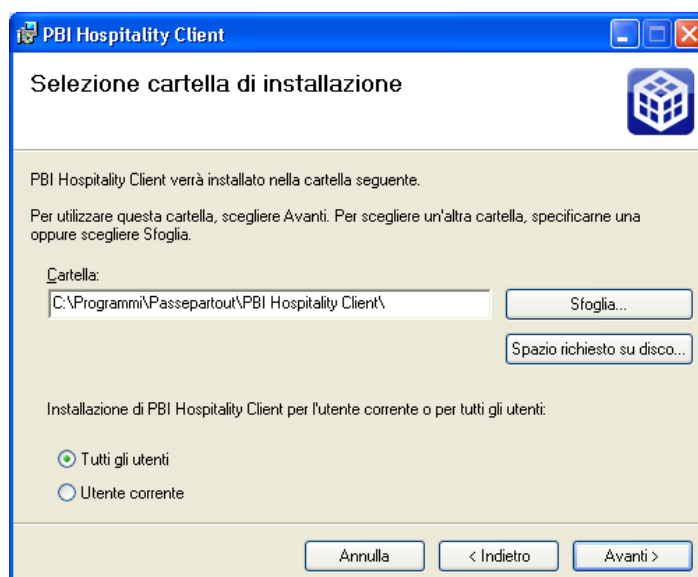 PBI Hospitality Client
Selezione cartella di installazione
PBI Hospitality Client verrà installato nella cartella seguente.
Per utilizzare questa cartella, scegliere Avanti. Per scegliere un'altra cartella, specificarne una
oppure scegliere Sfoglia.
Cartella:
C:\Programmi\Passepartout\PBI Hospitality Client\
Sfoglia...
Spazio richiesto su disco...
Installazione di PBI Hospitality Client per l'utente corrente o per tutti gli utenti:
Tutti gli utenti
Utente corrente
Annulla
< Indietro
Avanti >